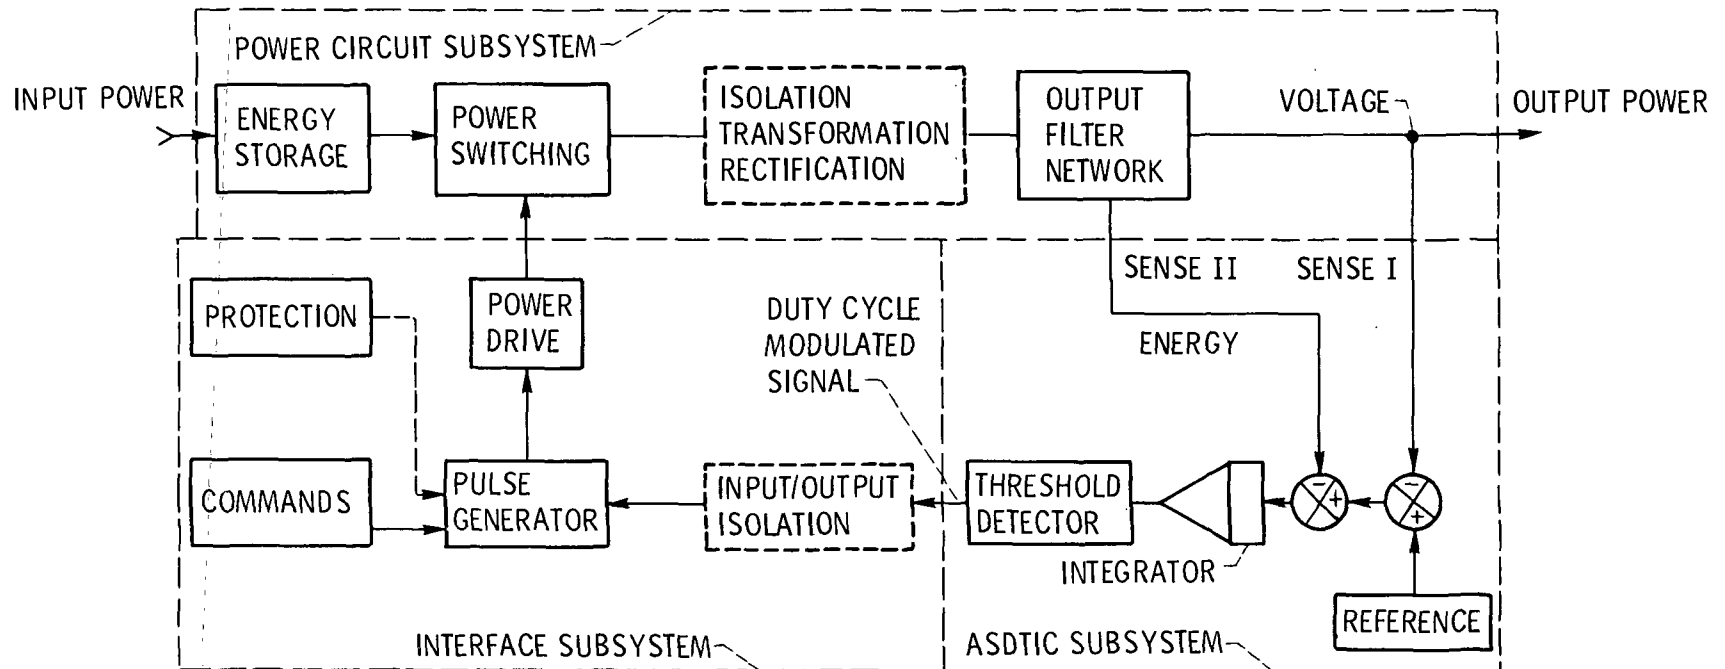 POWER CIRCUIT SUBSYSTEM
INPUT POWER
ENERGY
STORAGE
POWER
SWITCHING
ISOLATION
TRANSFORMATION
RECTIFICATION
OUTPUT
FILTER
NETWORK
VOLTAGE
OUTPUT POWER
SENSE II
SENSE I
ENERGY
PROTECTION
POWER
DRIVE
DUTY CYCLE
MODULATED
SIGNAL
COMMANDS
PULSE
GENERATOR
INPUT/OUTPUT
ISOLATION
THRESHOLD
DETECTOR
INTEGRATOR
− +
− +
REFERENCE
INTERFACE SUBSYSTEM
ASDTIC SUBSYSTEM